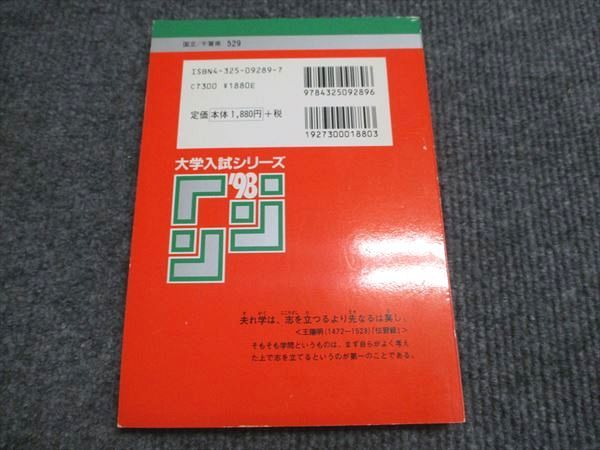 国立/千葉県 529
ISBN4-325-09289-7
C7300 ¥1880E
定価 本体1,880円 +税
9784325092896
1927300018803
大学入試シリーズ
'98
夫れ学は、志を立つるより先なるは莫し。
<王陽明(1472―1528)『伝習録』>
そもそも学問というものは、まず自らがよく考え
た上で志を立てるというのが第一のことである。